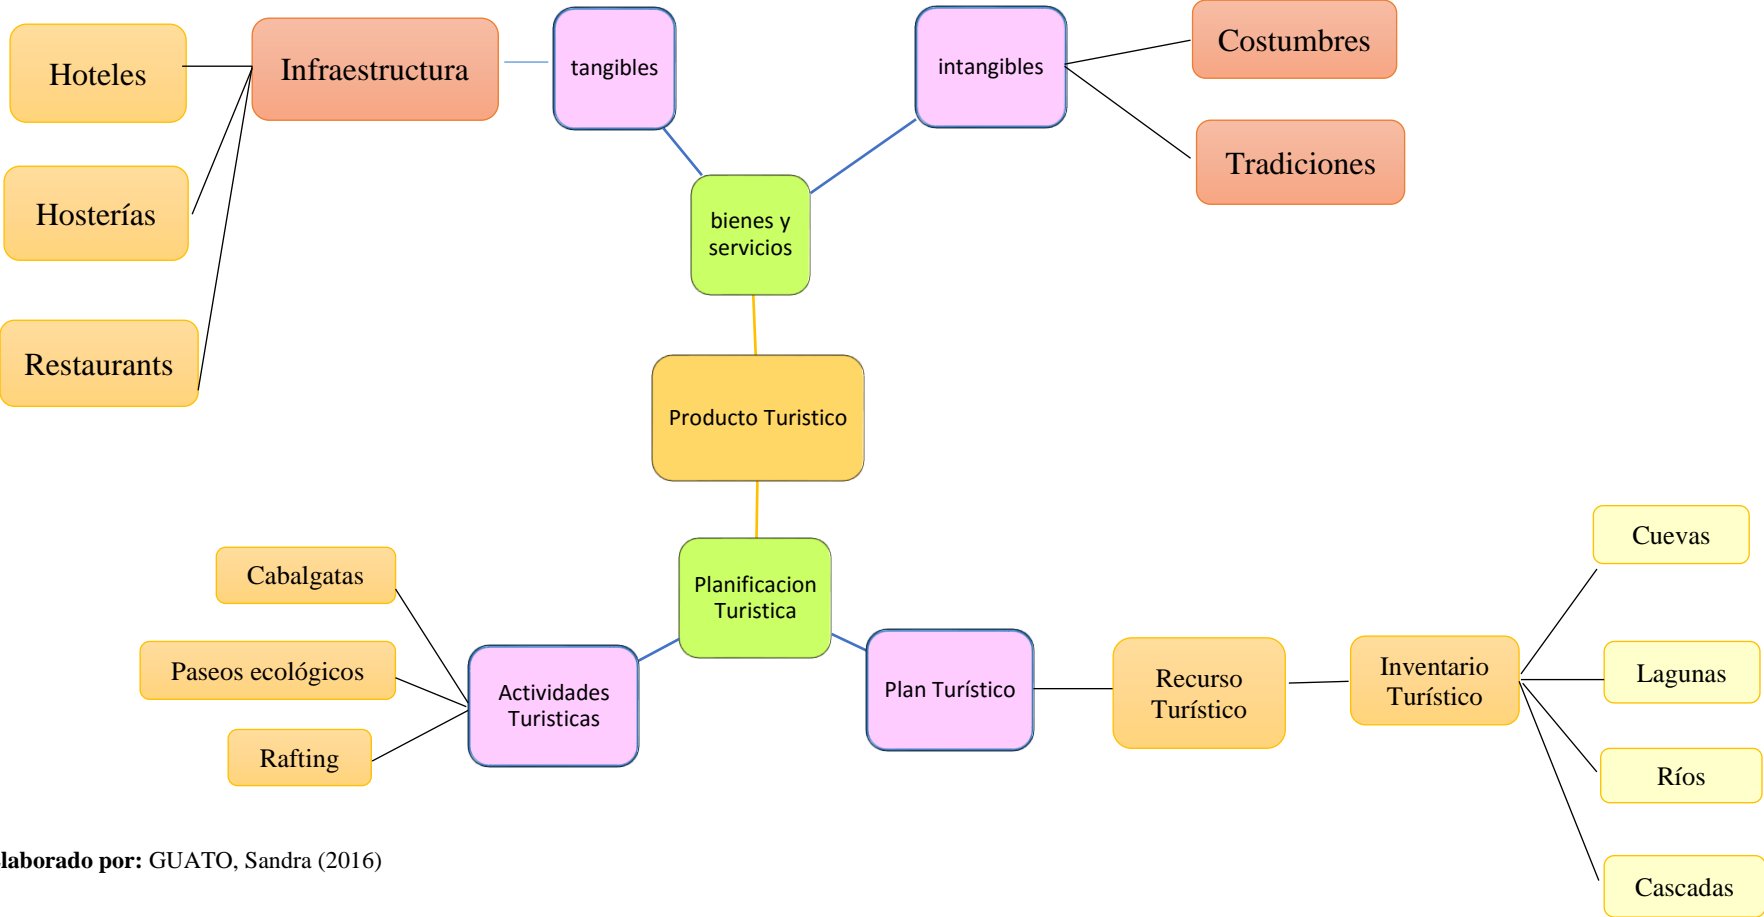 Hoteles
Infraestructura
tangibles
intangibles
Costumbres
Tradiciones
Hosterías
bienes y
servicios
Restaurants
Producto Turistico
Cabalgatas
Planificacion
Turistica
Cuevas
Paseos ecológicos
Actividades
Turisticas
Plan Turístico
Recurso
Turístico
Inventario
Turístico
Lagunas
Rafting
Ríos
laborado por: GUATO, Sandra (2016)
Cascadas